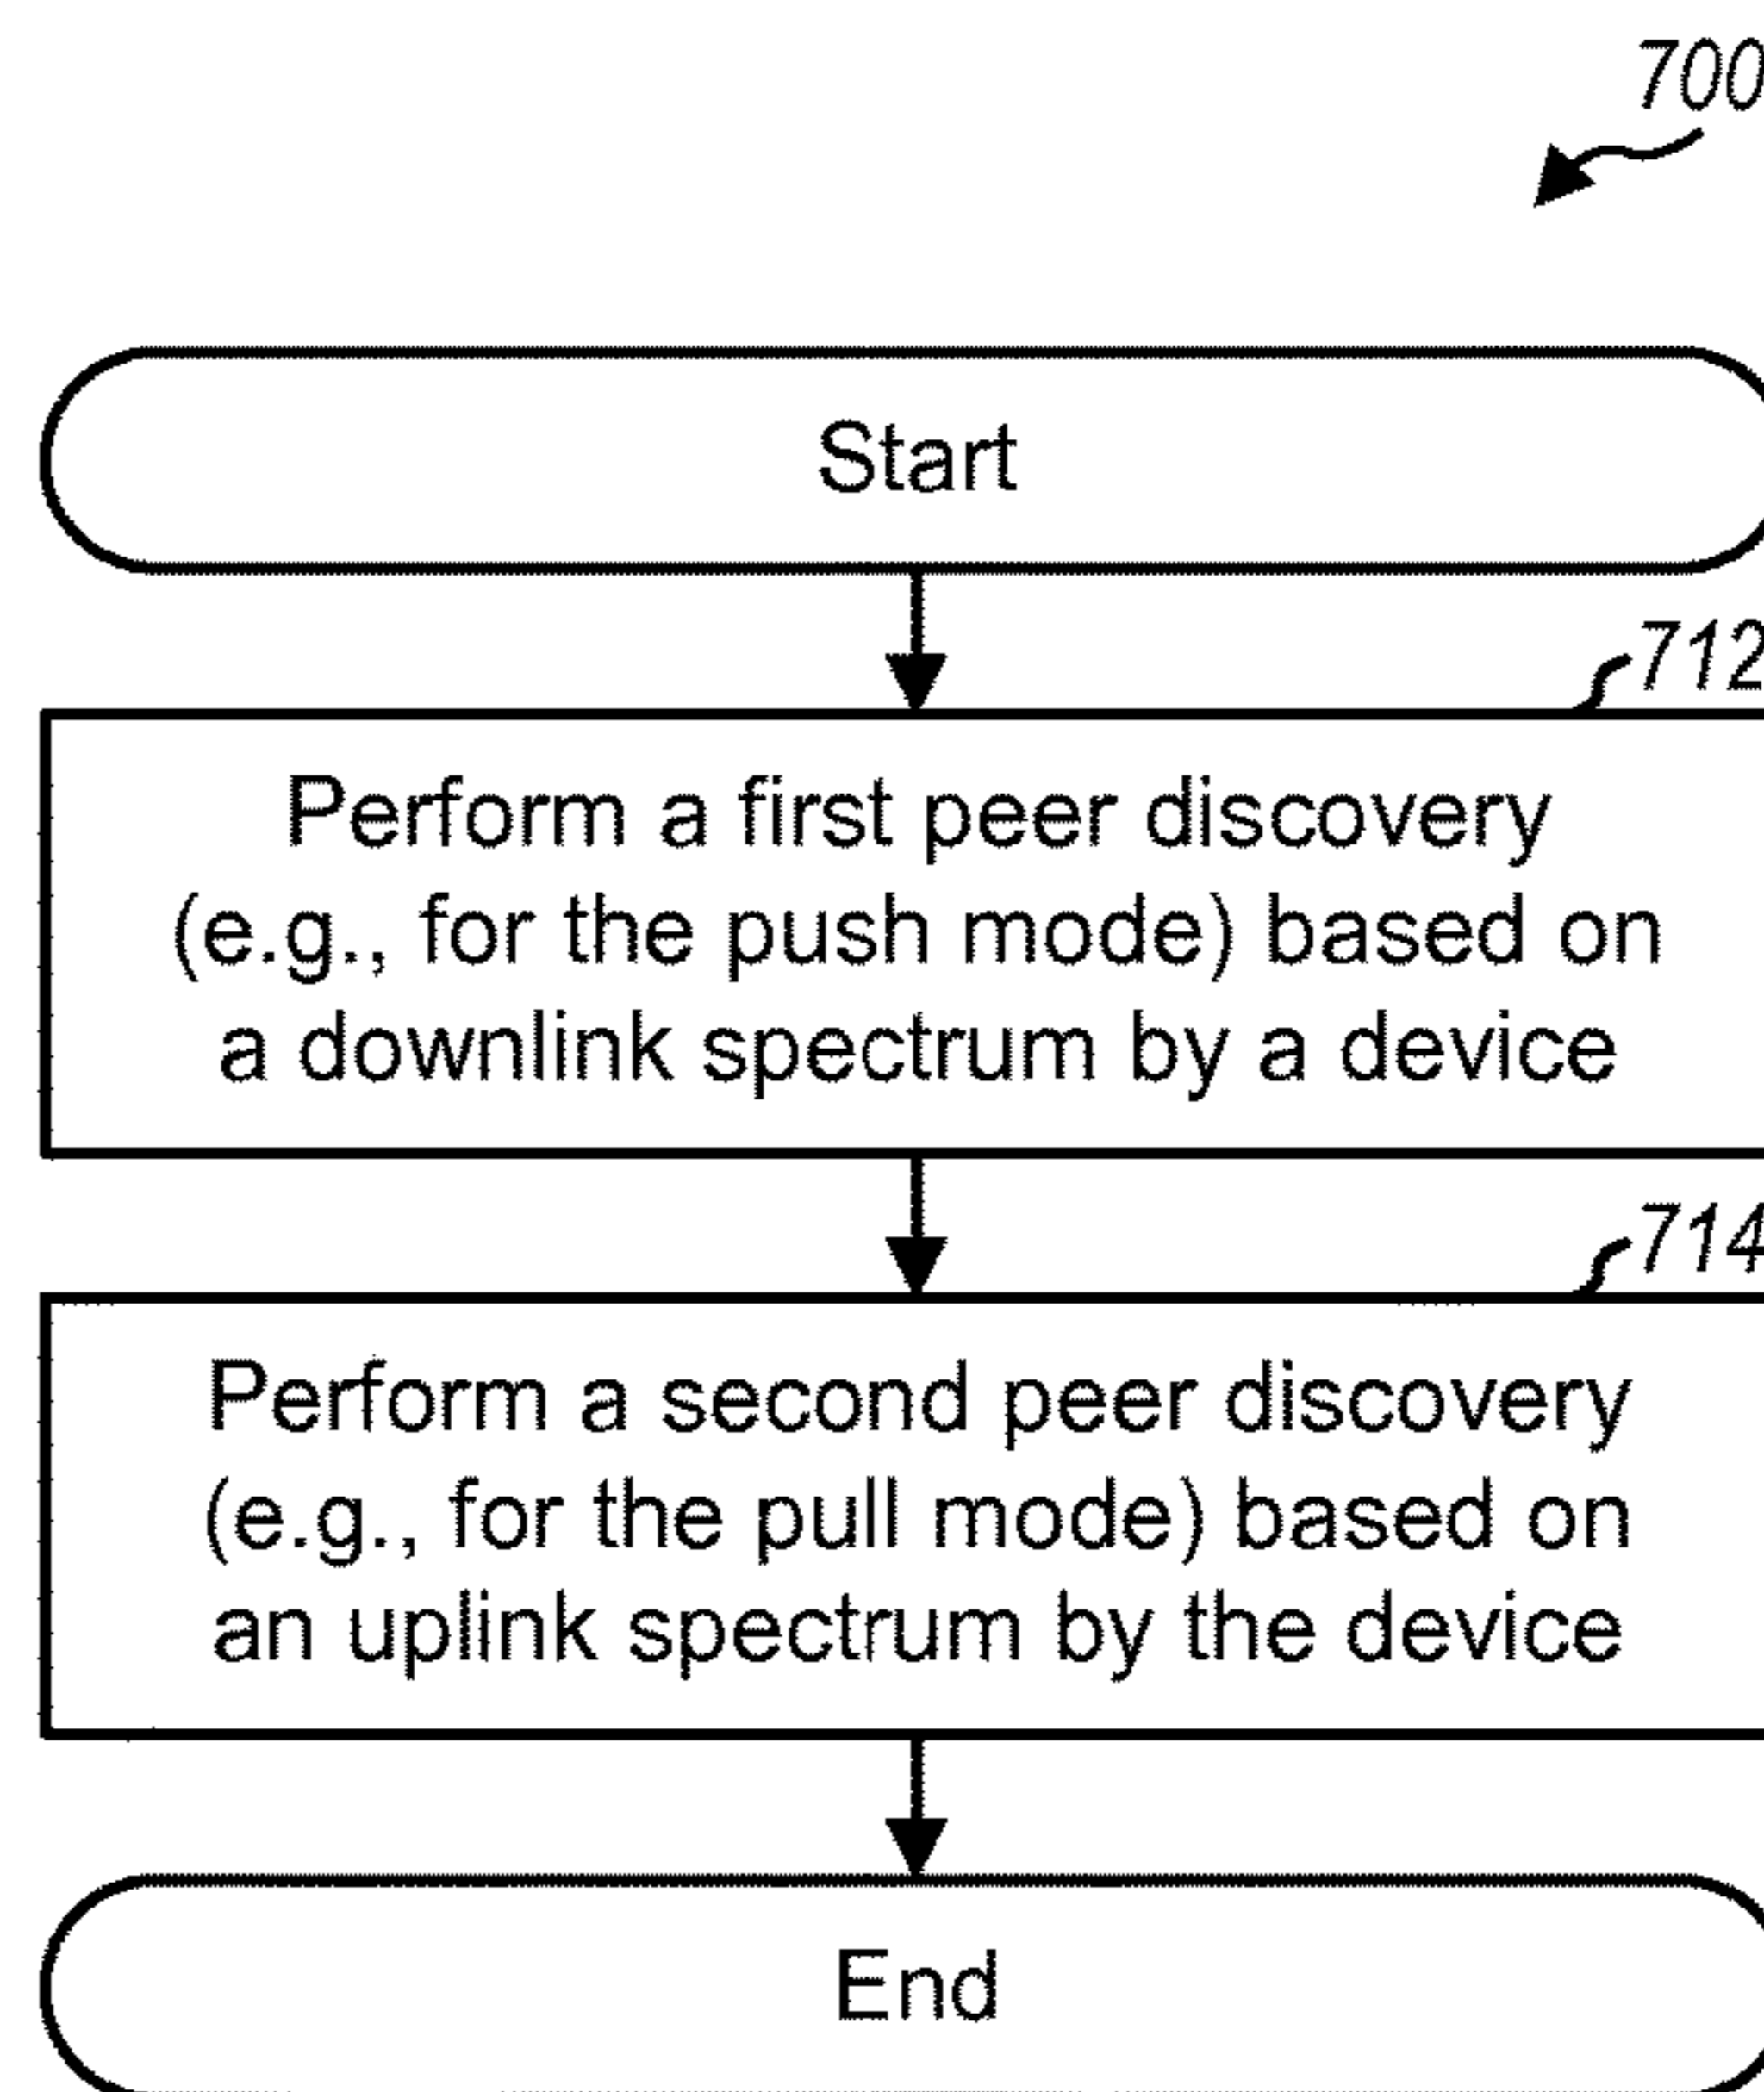 700
Start
712
Perform a first peer discovery
(e.g., for the push mode) based on
a downlink spectrum by a device
714
Perform a second peer discovery
(e.g., for the pull mode) based on
an uplink spectrum by the device
End